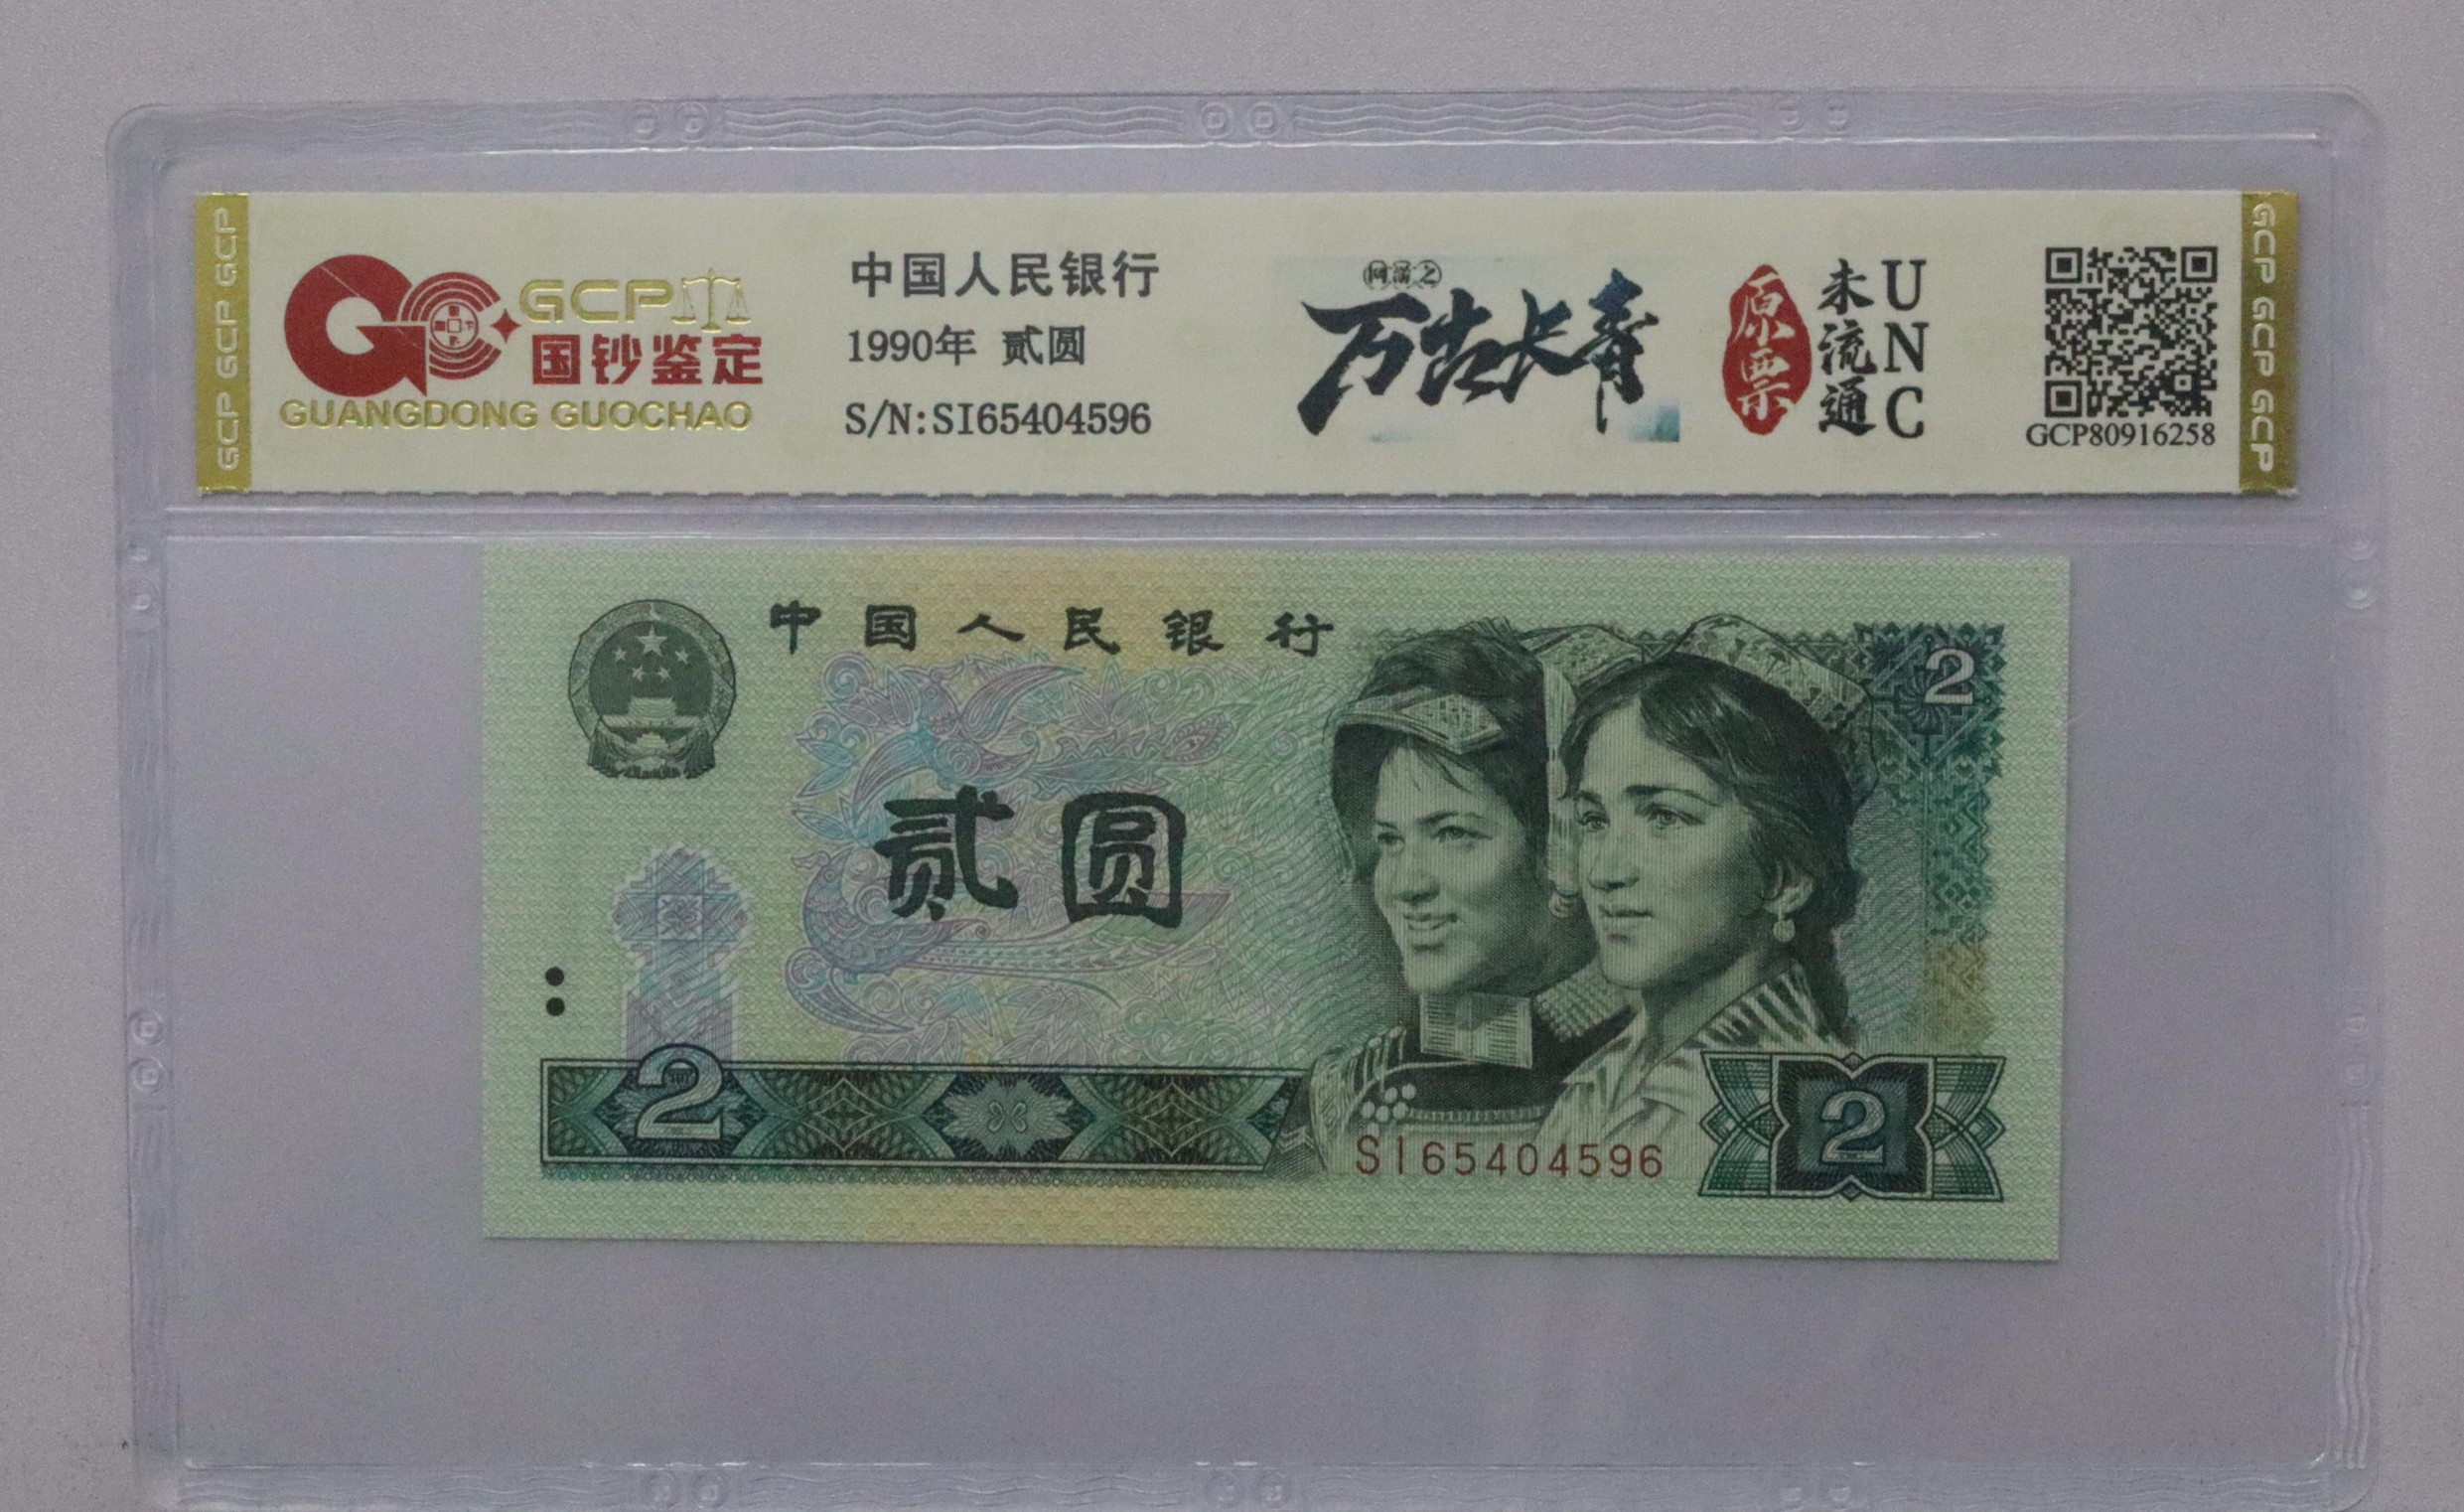 GCP GCP GCP
GCP
国钞鉴定
GUANGDONG GUOCHAO
中国人民银行
1990年 贰圆
S/N:SI65404596
万古长青
原票
未流通
UNC
GCP80916258
GCP GCP GCP
中国人民银行
2
贰圆
2
SI65404596
2